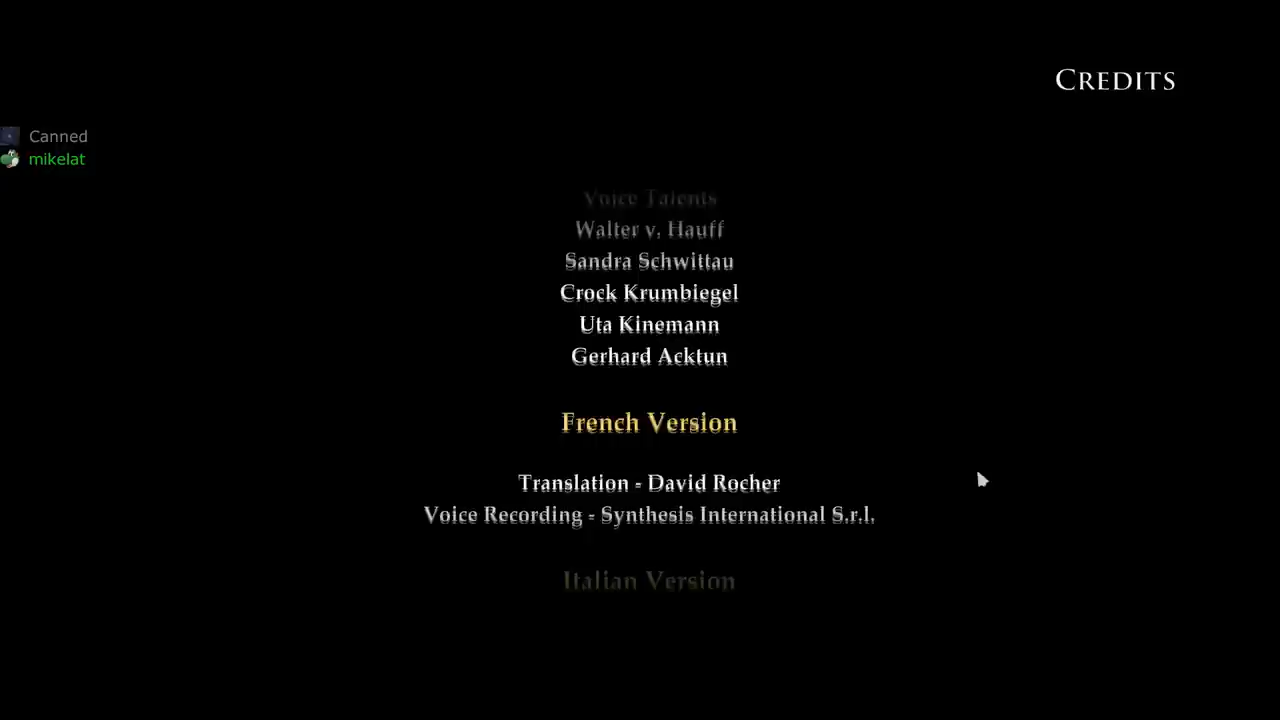 CREDITS
Canned
mikelat
Voice Talents
Walter v. Hauff
Sandra Schwittau
Crock Krumbiegel
Uta Kinemann
Gerhard Acktun
French Version
Translation - David Rocher
Voice Recording - Synthesis International S.r.l.
Italian Version